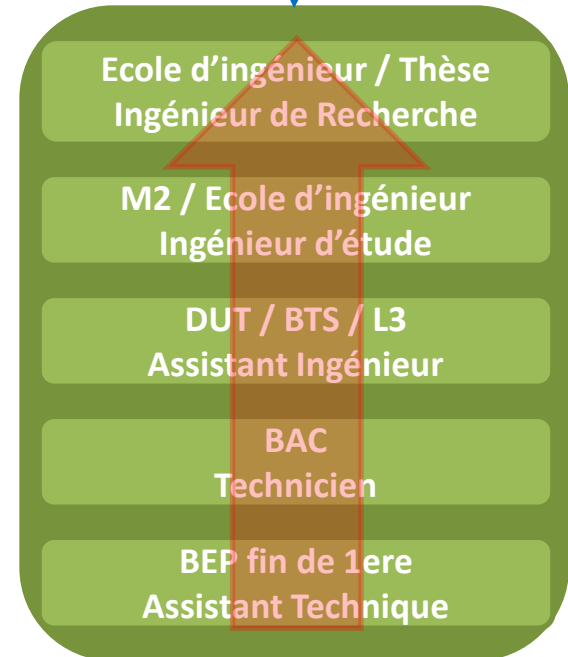 Ecole d'ingénieur / Thèse
Ingénieur de Recherche
M2 / Ecole d'ingénieur
Ingénieur d'étude
DUT / BTS / L3
Assistant Ingénieur
BAC
Technicien
BEP fin de 1ere
Assistant Technique